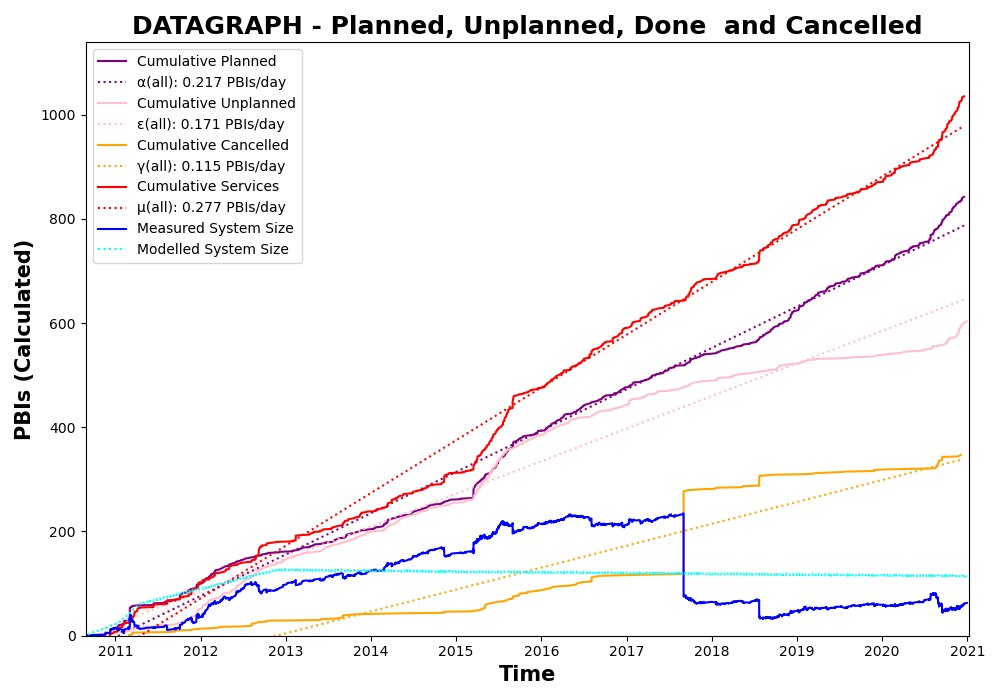 DATAGRAPH - Planned, Unplanned, Done  and Cancelled
Cumulative Planned
α(all): 0.217 PBIs/day
Cumulative Unplanned
ε(all): 0.171 PBIs/day
Cumulative Cancelled
γ(all): 0.115 PBIs/day
Cumulative Services
μ(all): 0.277 PBIs/day
Measured System Size
Modelled System Size
PBIs (Calculated)
1000
800
600
400
200
0
2011 2012 2013 2014 2015 2016 2017 2018 2019 2020 2021
Time